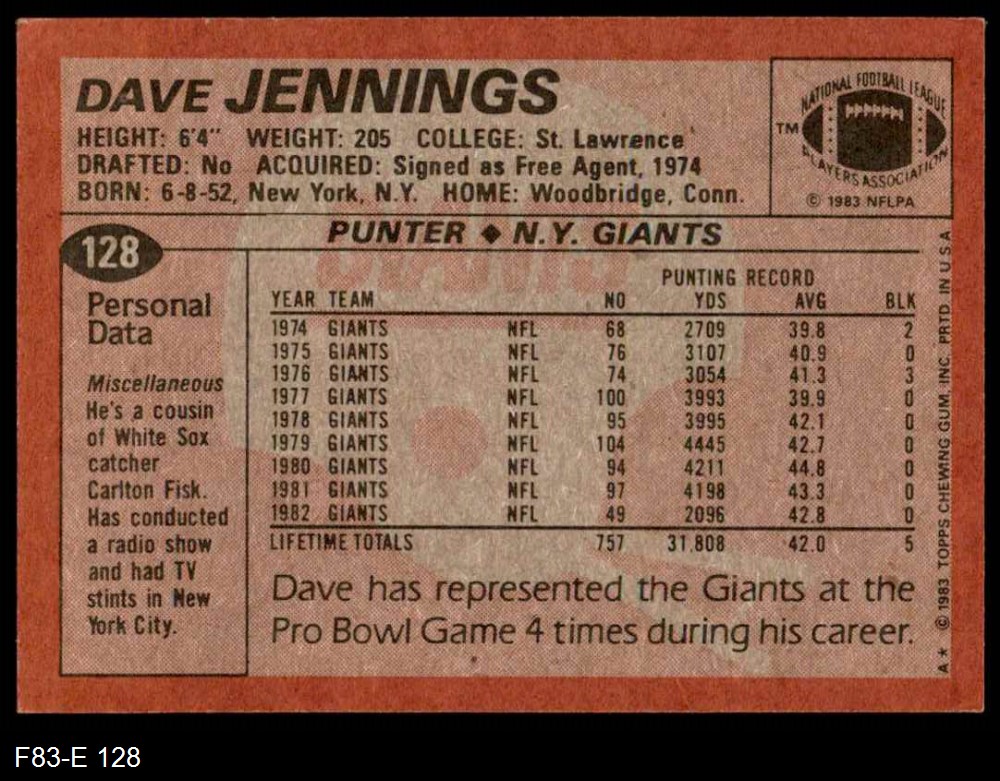 DAVE JENNINGS
HEIGHT: 6'4" WEIGHT: 205 COLLEGE: St. Lawrence
DRAFTED: No ACQUIRED: Signed as Free Agent, 1974
BORN: 6-8-52, New York, N.Y. HOME: Woodbridge, Conn.
NATIONAL FOOTBALL LEAGUE
TM
PLAYERS ASSOCIATION
© 1983 NFLPA
128
PUNTER ◆ N.Y. GIANTS
Personal
Data
Miscellaneous
He's a cousin
of White Sox
catcher
Carlton Fisk.
Has conducted
a radio show
and had TV
stints in New
York City.
PUNTING RECORD
YEAR TEAM NO YDS AVG BLK
1974 GIANTS NFL 68 2709 39.8 2
1975 GIANTS NFL 76 3107 40.9 0
1976 GIANTS NFL 74 3054 41.3 3
1977 GIANTS NFL 100 3993 39.9 0
1978 GIANTS NFL 95 3995 42.1 0
1979 GIANTS NFL 104 4445 42.7 0
1980 GIANTS NFL 94 4211 44.8 0
1981 GIANTS NFL 97 4198 43.3 0
1982 GIANTS NFL 49 2096 42.8 0
LIFETIME TOTALS 757 31,808 42.0 5
Dave has represented the Giants at the
Pro Bowl Game 4 times during his career.
A* © 1983 TOPPS CHEWING GUM, INC. PRTD. IN U S A
F83-E 128